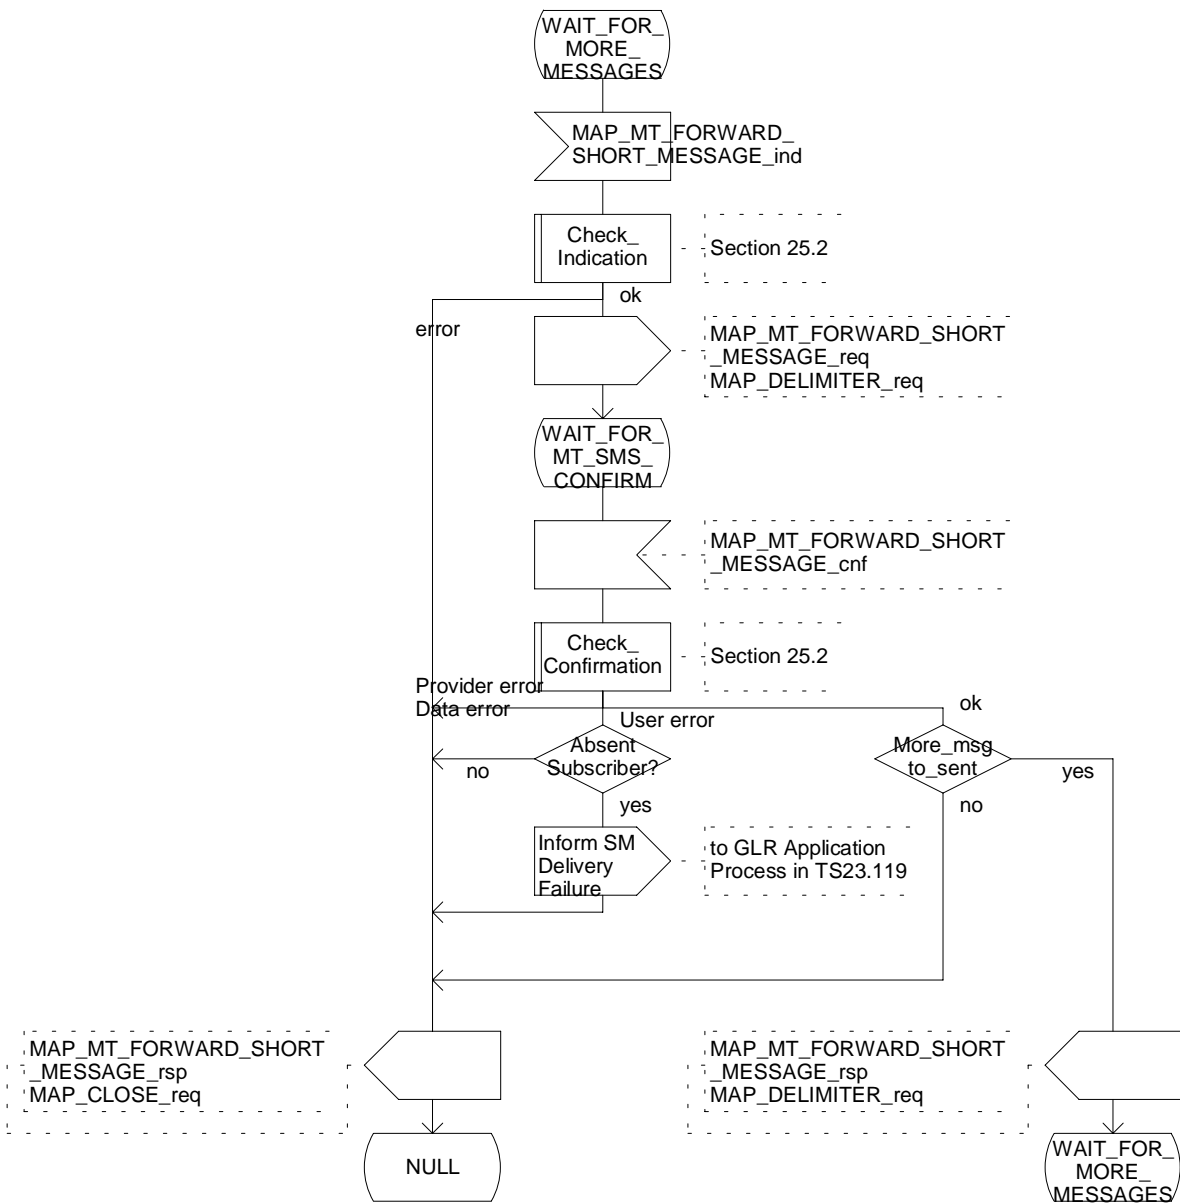 WAIT_FOR_
MORE_
MESSAGES
MAP_MT_FORWARD_
SHORT_MESSAGE_ind
Check_
Indication
Section 25.2
ok
error
MAP_MT_FORWARD_SHORT
_MESSAGE_req
MAP_DELIMITER_req
WAIT_FOR_
MT_SMS_
CONFIRM
MAP_MT_FORWARD_SHORT
_MESSAGE_cnf
Check_
Confirmation
Section 25.2
Provider error
Data error
User error
ok
Absent
Subscriber?
no
yes
More_msg
to_sent
yes
no
Inform SM
Delivery
Failure
to GLR Application
Process in TS23.119
MAP_MT_FORWARD_SHORT
_MESSAGE_rsp
MAP_CLOSE_req
MAP_MT_FORWARD_SHORT
_MESSAGE_rsp
MAP_DELIMITER_req
NULL
WAIT_FOR_
MORE_
MESSAGES